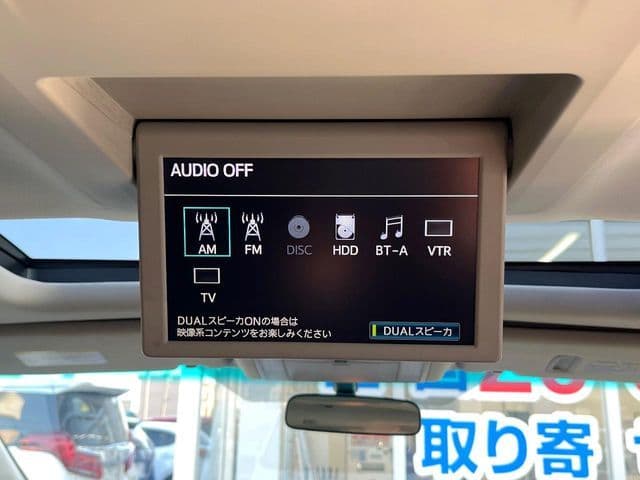 AUDIO OFF
AM FM DISC HDD BT-A VTR
TV
DUALスピーカONの場合は
映像系コンテンツをお楽しみください
DUALスピーカ
取り寄